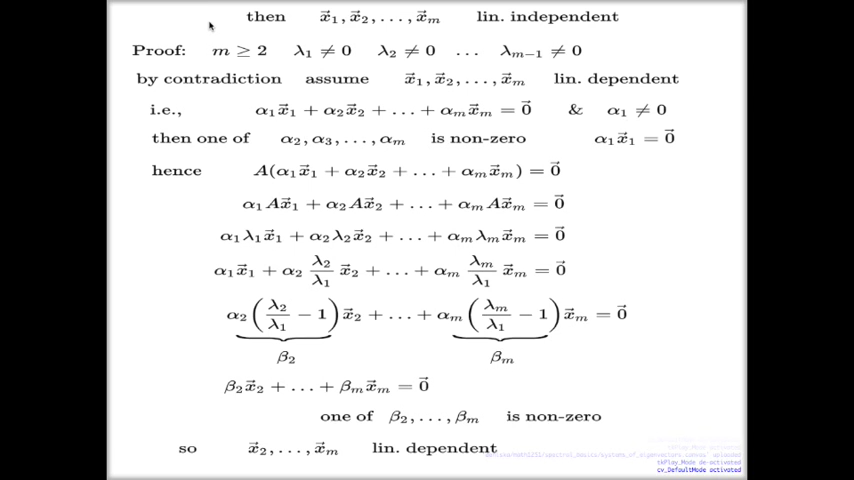 then x⃗₁, x⃗₂, . . . , x⃗ₘ lin. independent
Proof: m ≥ 2 λ₁ ≠ 0 λ₂ ≠ 0 . . . λₘ₋₁ ≠ 0
by contradiction assume x⃗₁, x⃗₂, . . . , x⃗ₘ lin. dependent
i.e., α₁x⃗₁ + α₂x⃗₂ + . . . + αₘx⃗ₘ = 0⃗ & α₁ ≠ 0
then one of α₂, α₃, . . . , αₘ is non-zero α₁x⃗₁ = 0⃗
hence A(α₁x⃗₁ + α₂x⃗₂ + . . . + αₘx⃗ₘ) = 0⃗
α₁Ax⃗₁ + α₂Ax⃗₂ + . . . + αₘAx⃗ₘ = 0⃗
α₁λ₁x⃗₁ + α₂λ₂x⃗₂ + . . . + αₘλₘx⃗ₘ = 0⃗
α₁x⃗₁ + α₂ λ₂/λ₁ x⃗₂ + . . . + αₘ λₘ/λ₁ x⃗ₘ = 0⃗
α₂(λ₂/λ₁ − 1)x⃗₂ + . . . + αₘ(λₘ/λ₁ − 1)x⃗ₘ = 0⃗
β₂ βₘ
β₂x⃗₂ + . . . + βₘx⃗ₘ = 0⃗
one of β₂, . . . , βₘ is non-zero
so x⃗₂, . . . , x⃗ₘ lin. dependent
tkPlay_Mode de-activated
cv_DefaultMode activated